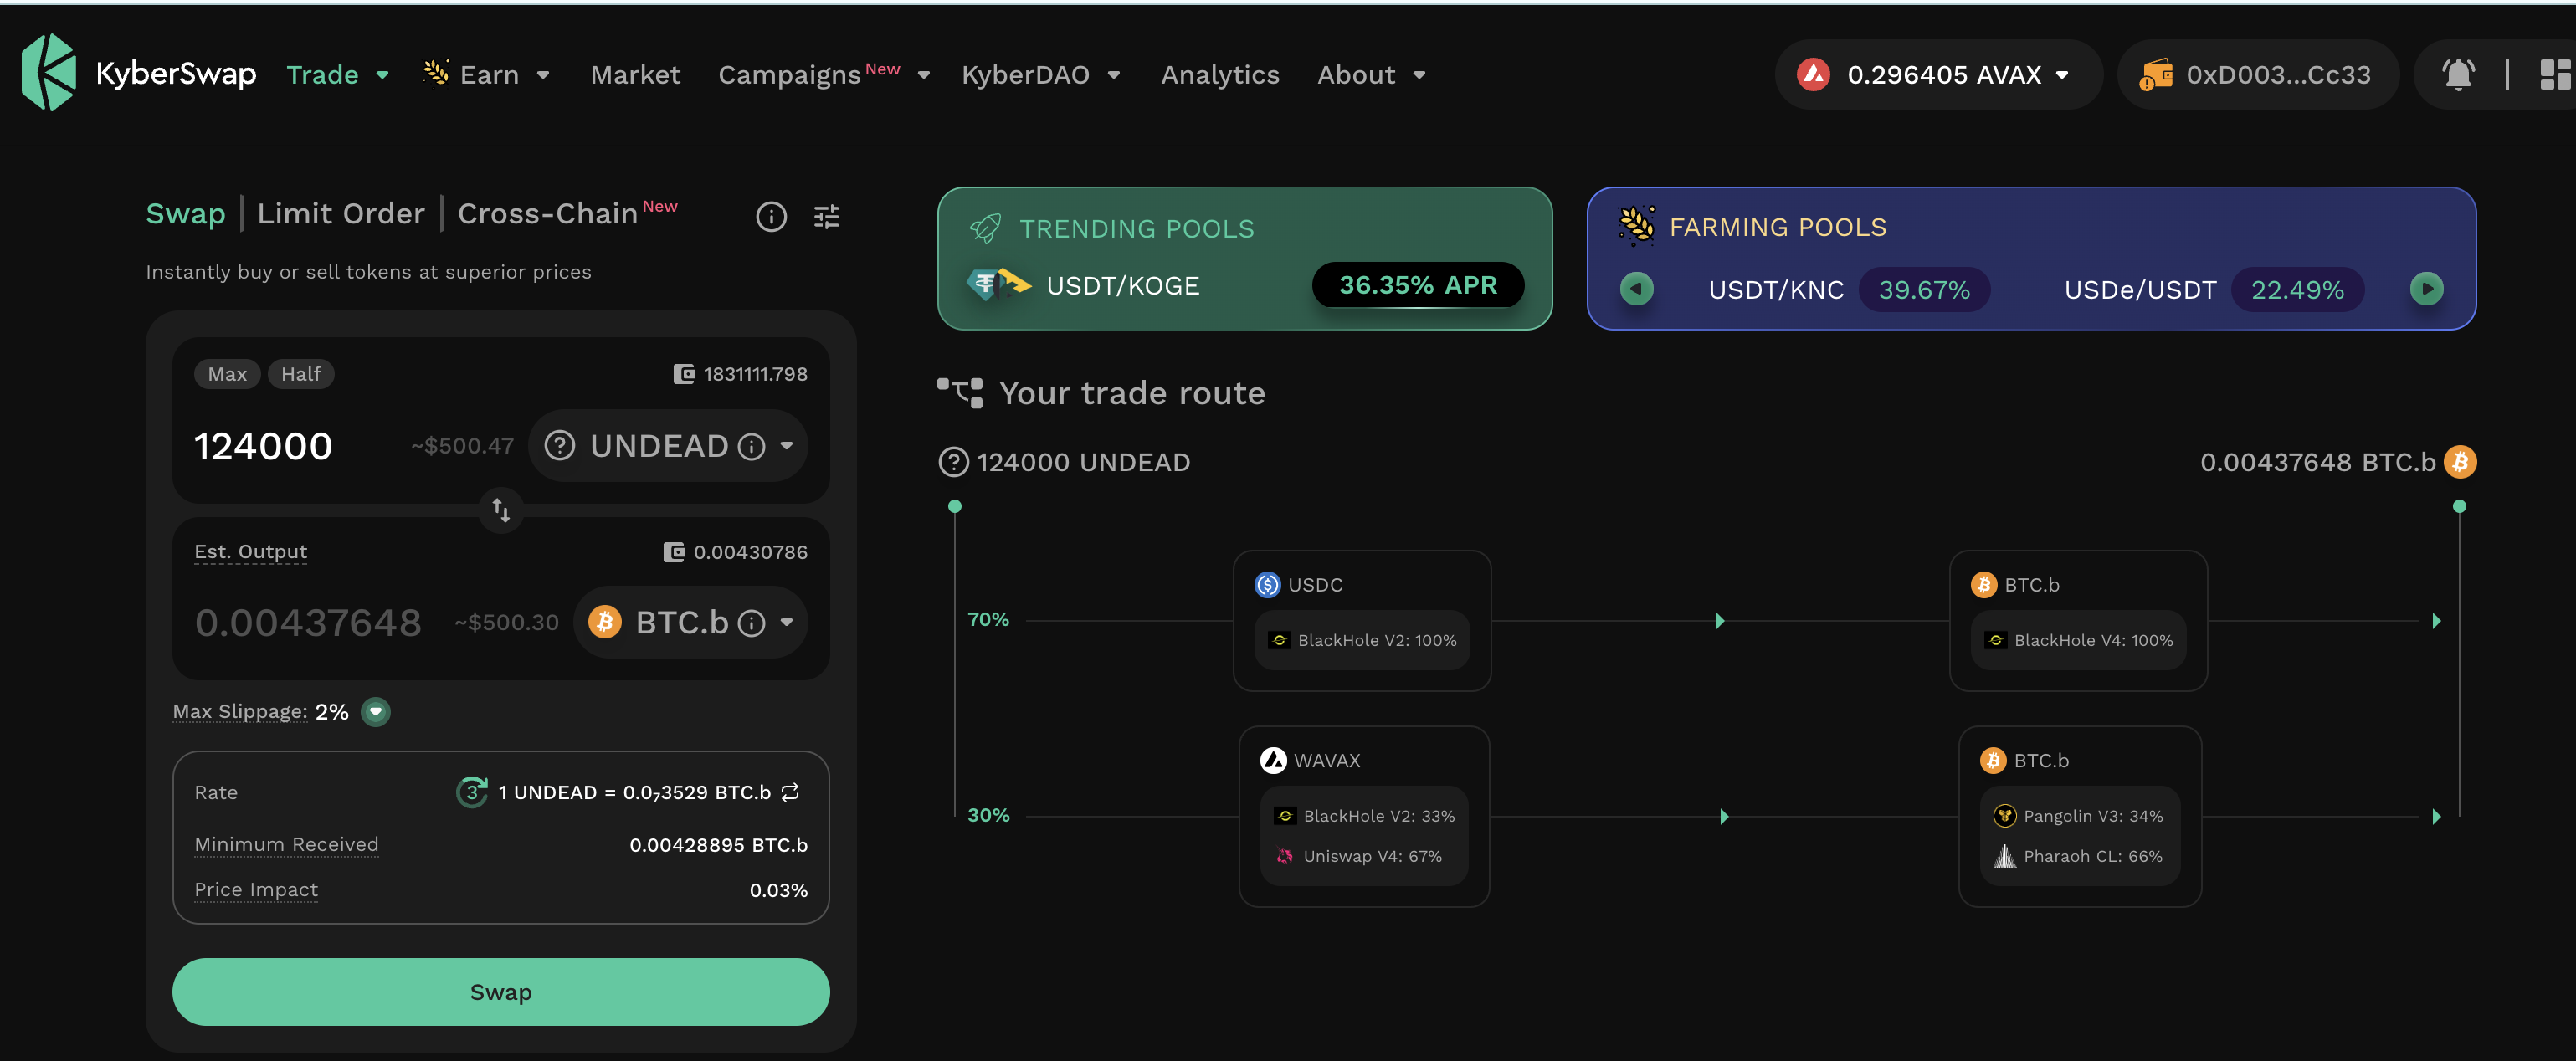 KyberSwap Trade Earn Market Campaigns New KyberDAO Analytics About 0.296405 AVAX 0xD003...Cc33
Swap | Limit Order | Cross-Chain New
Instantly buy or sell tokens at superior prices
Max Half 1831111.798
124000 ~$500.47 UNDEAD
Est. Output 0.00430786
0.00437648 ~$500.30 BTC.b
Max Slippage: 2%
Rate 3 1 UNDEAD = 0.0₇3529 BTC.b
Minimum Received 0.00428895 BTC.b
Price Impact 0.03%
Swap
TRENDING POOLS
USDT/KOGE 36.35% APR
FARMING POOLS
USDT/KNC 39.67% USDe/USDT 22.49%
Your trade route
124000 UNDEAD 0.00437648 BTC.b
70%
USDC
BlackHole V2: 100%
BTC.b
BlackHole V4: 100%
30%
WAVAX
BlackHole V2: 33%
Uniswap V4: 67%
BTC.b
Pangolin V3: 34%
Pharaoh CL: 66%